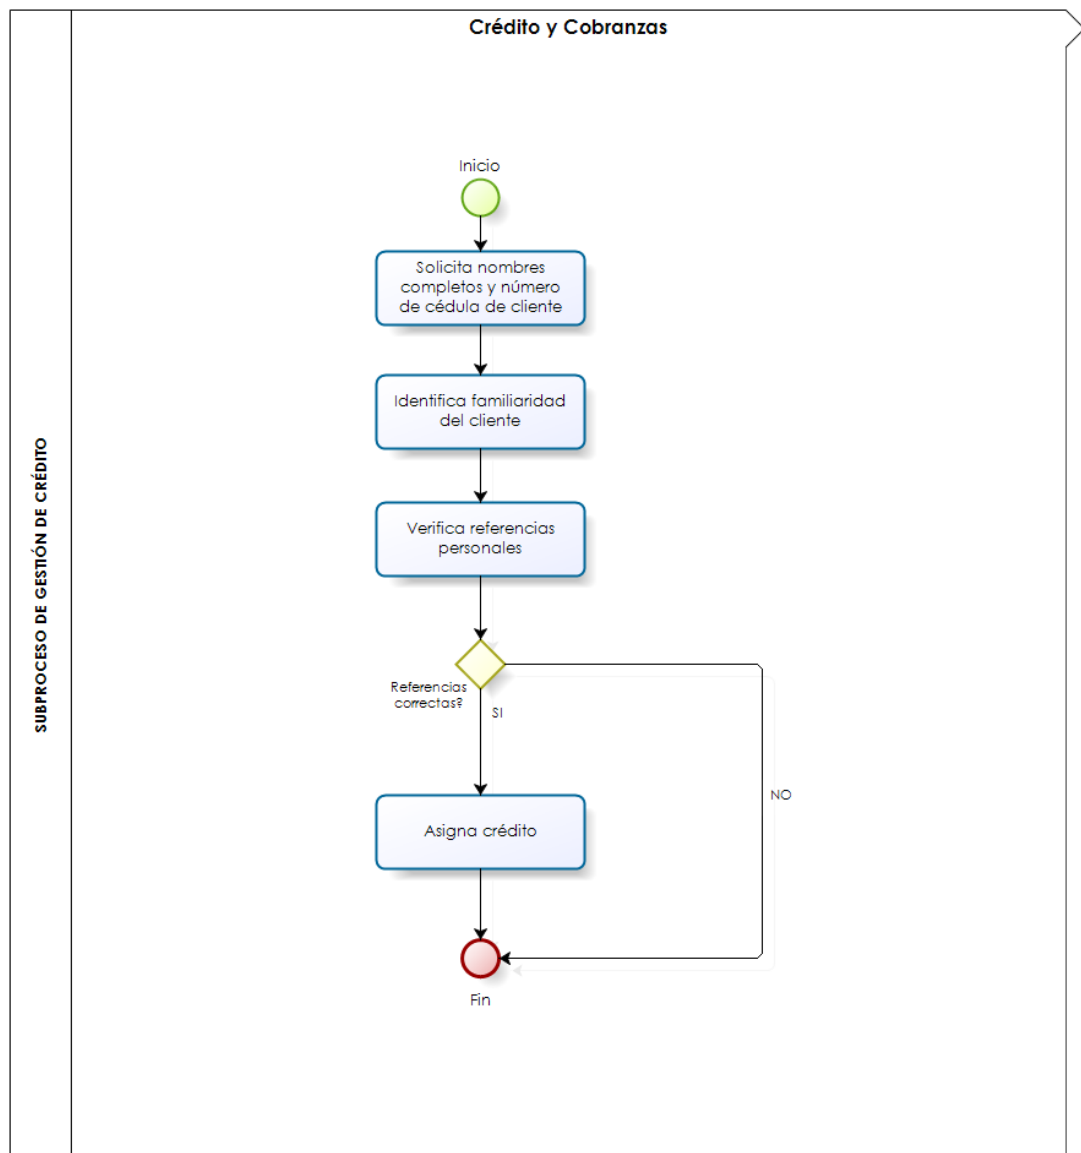 Crédito y Cobranzas
SUBPROCESO DE GESTIÓN DE CRÉDITO
Inicio
Solicita nombres
completos y número
de cédula de cliente
Identifica familiaridad
del cliente
Verifica referencias
personales
Referencias
correctas?
SI
NO
Asigna crédito
Fin